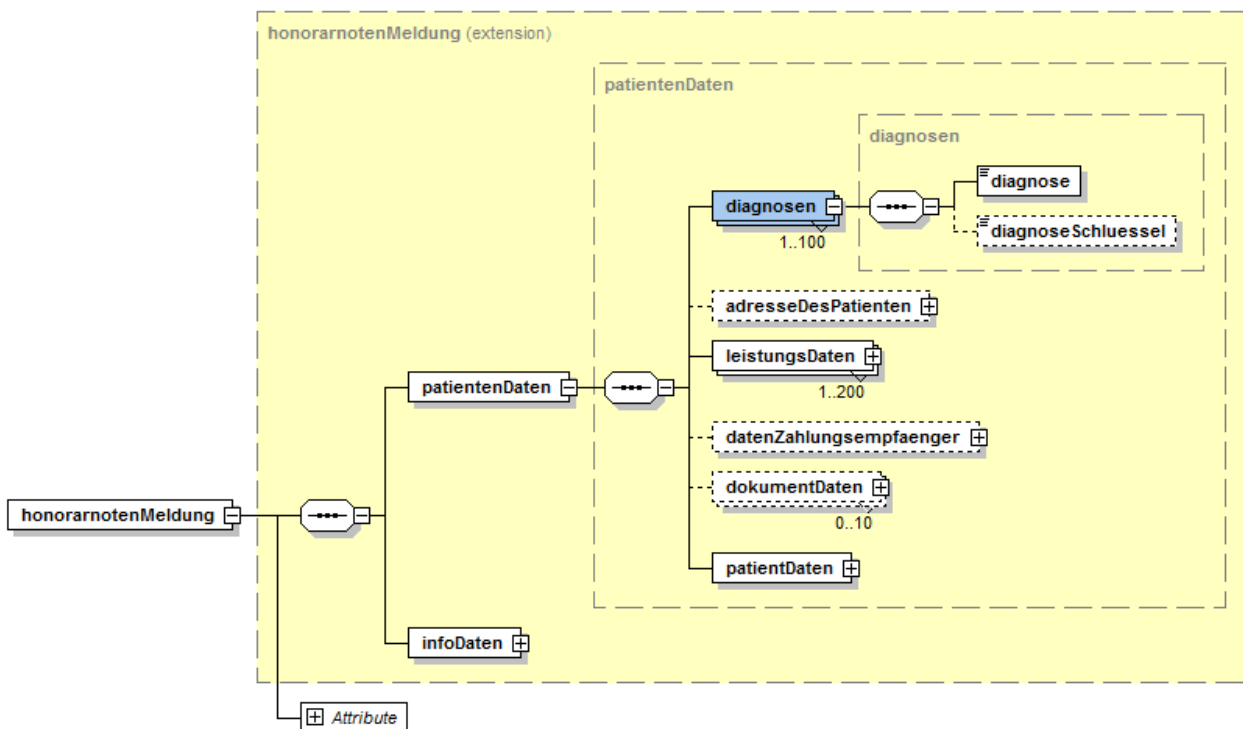 honorarnotenMeldung (extension)
patientenDaten
diagnosen
diagnose
diagnosen
1..100
diagnoseSchluessel
adresseDesPatienten
leistungsDaten
1..200
patientenDaten
datenZahlungsempfaenger
dokumentDaten
0..10
honorarnotenMeldung
patientDaten
infoDaten
Attribute